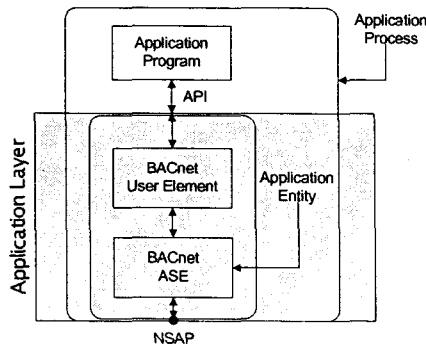 Application
Process
Application
Program
API
Application Layer
BACnet
User Element
Application
Entity
BACnet
ASE
NSAP